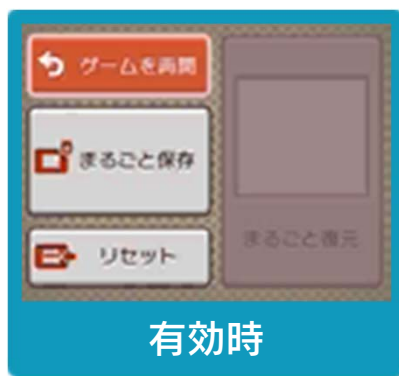 ゲームを再開
まるごと保存
リセット
まるごと復元
有効時